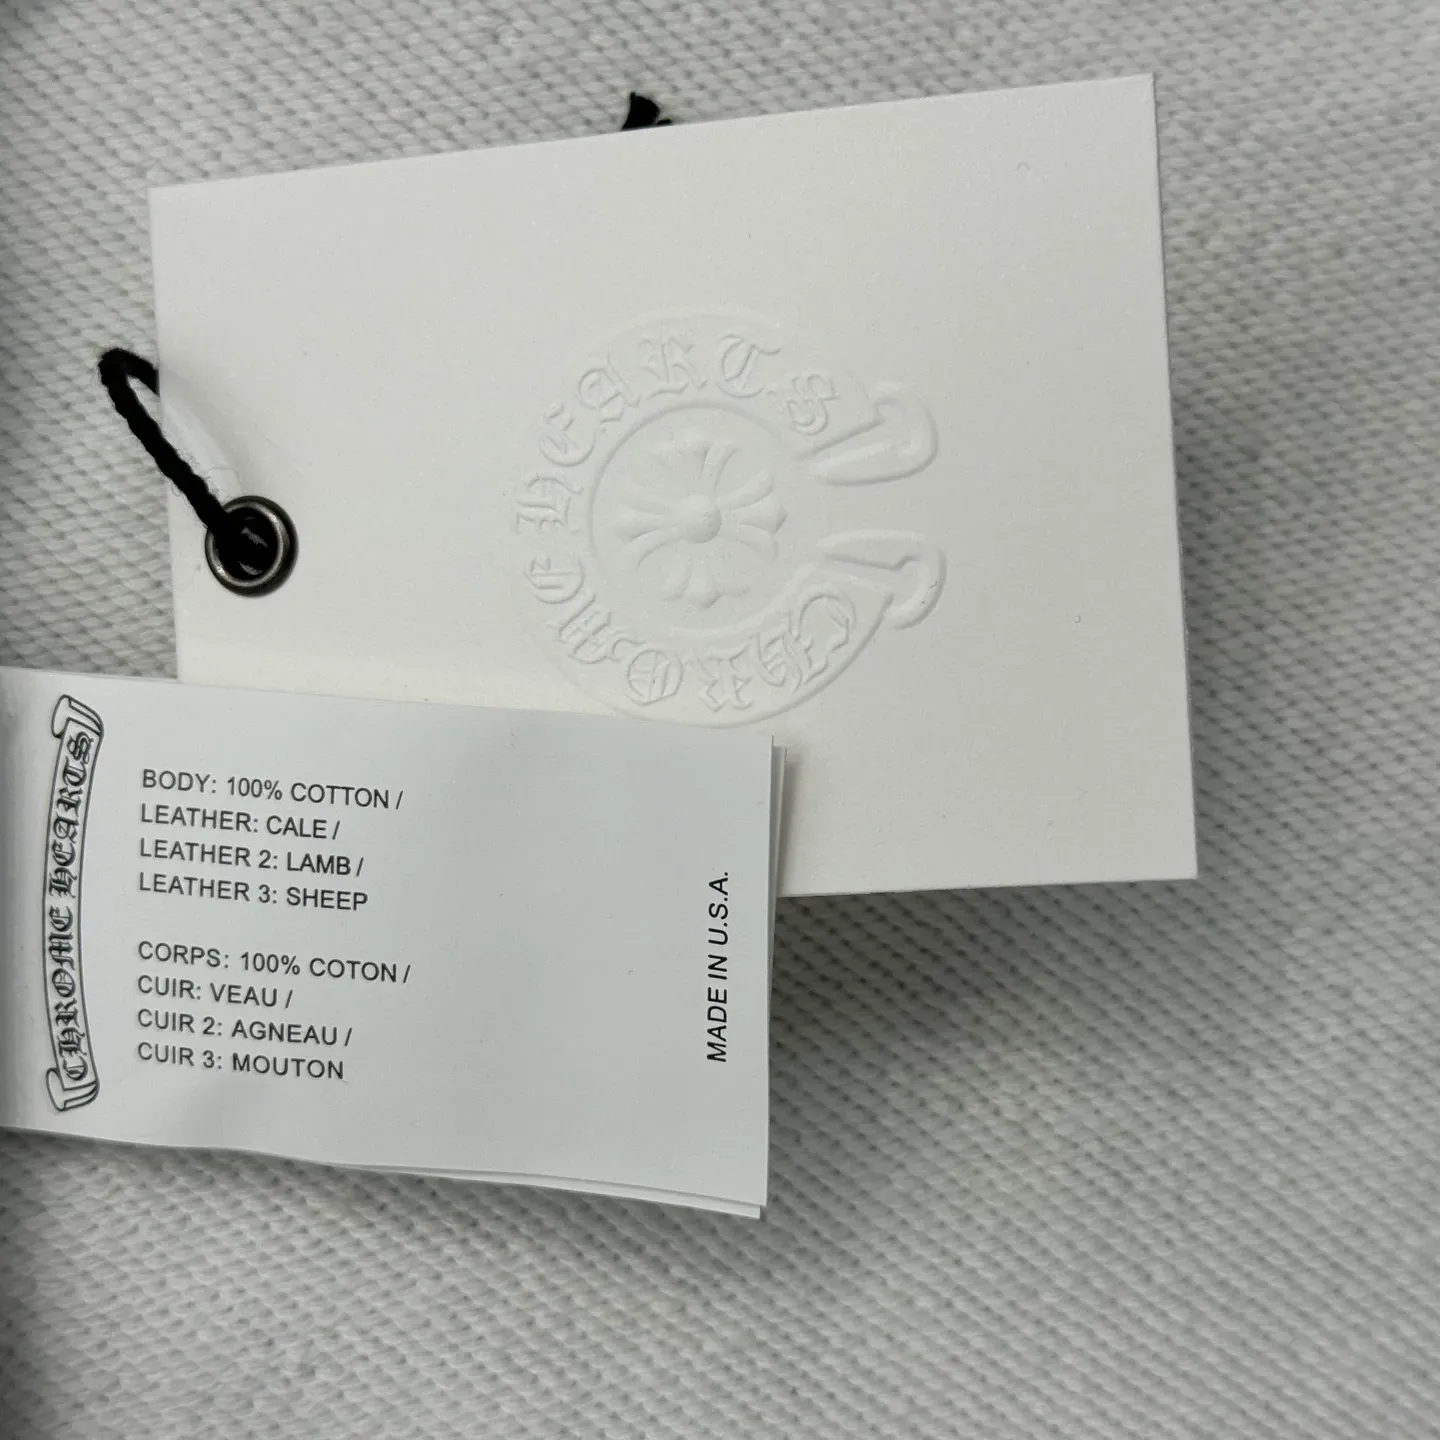 CHROME HEARTS
CHROME HEARTS
BODY: 100% COTTON /
LEATHER: CALE /
LEATHER 2: LAMB /
LEATHER 3: SHEEP
CORPS: 100% COTON /
CUIR: VEAU /
CUIR 2: AGNEAU /
CUIR 3: MOUTON
MADE IN U.S.A.